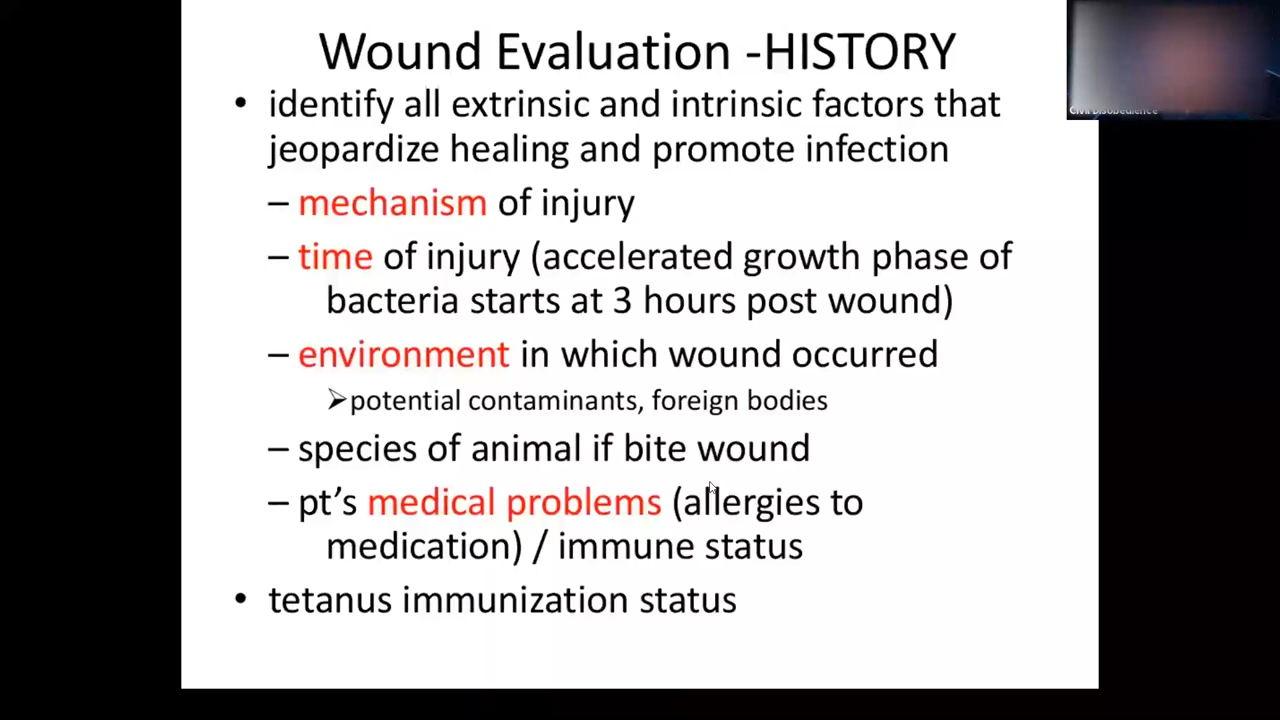 Wound Evaluation -HISTORY
• identify all extrinsic and intrinsic factors that
jeopardize healing and promote infection
– mechanism of injury
– time of injury (accelerated growth phase of
bacteria starts at 3 hours post wound)
– environment in which wound occurred
➢potential contaminants, foreign bodies
– species of animal if bite wound
– pt’s medical problems (allergies to
medication) / immune status
• tetanus immunization status
Civil Disobedience